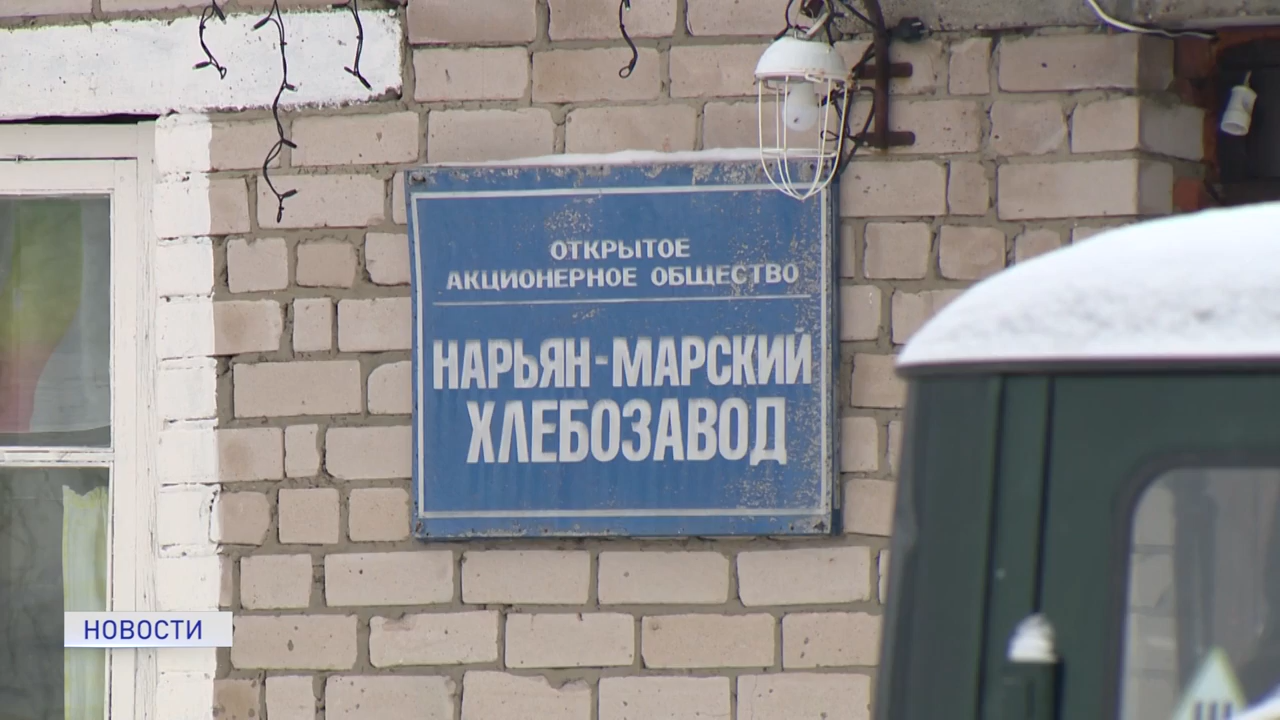 ОТКРЫТОЕ
АКЦИОНЕРНОЕ ОБЩЕСТВО
НАРЬЯН-МАРСКИЙ
ХЛЕБОЗАВОД
НОВОСТИ
Ш